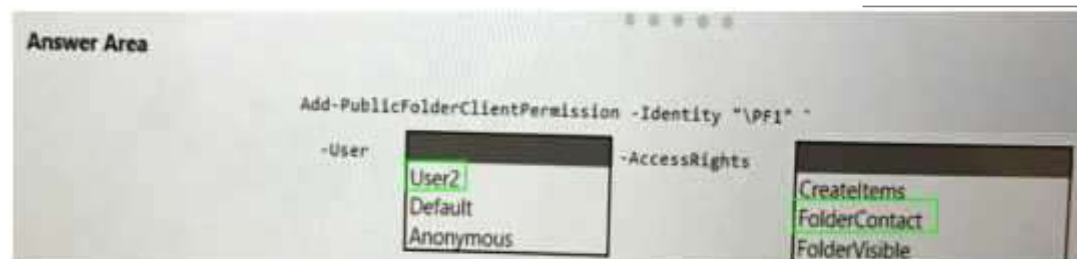 Answer Area
Add-PublicFolderClientPermission -Identity "\PF1" `
-User
-AccessRights
User2
Default
Anonymous
CreateItems
FolderContact
FolderVisible